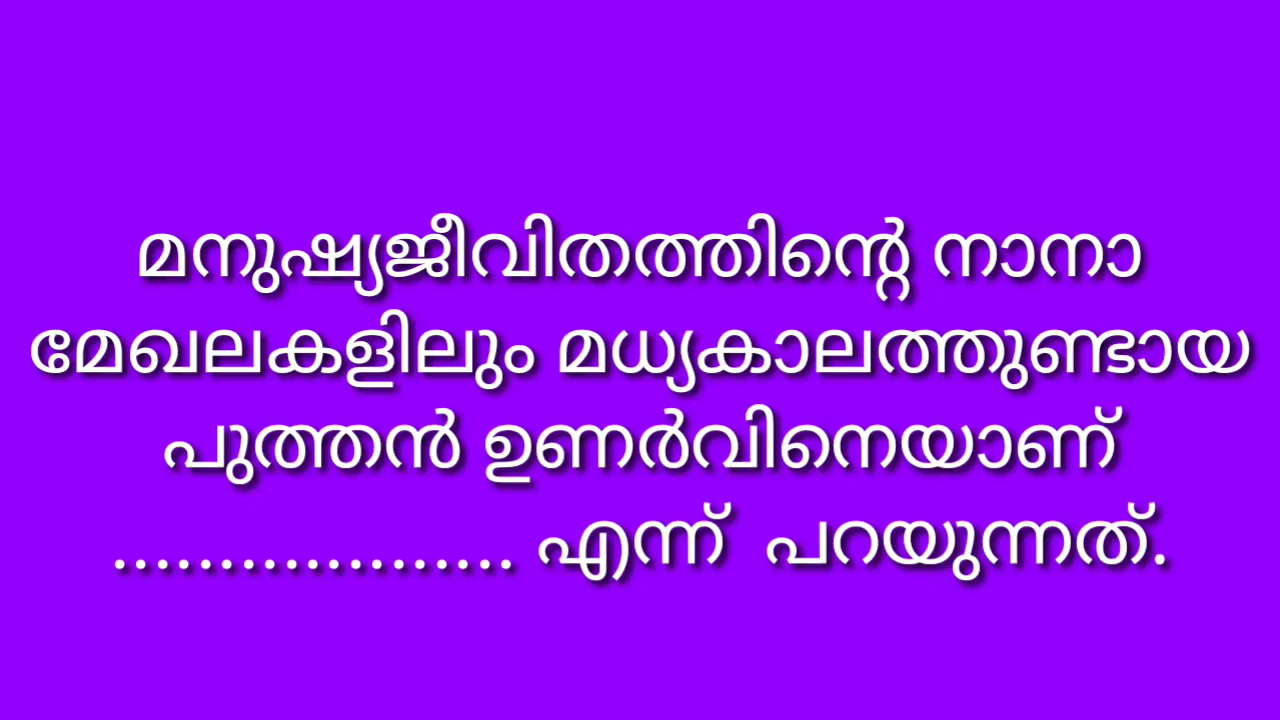 മനുഷ്യജീവിതത്തിന്റെ നാനാ
മേഖലകളിലും മധ്യകാലത്തുണ്ടായ
പുത്തൻ ഉണർവിനെയാണ്
................... എന്ന് പറയുന്നത്.